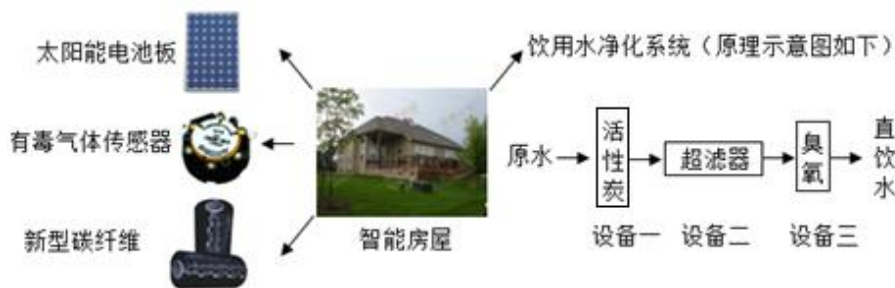 太阳能电池板
饮用水净化系统（原理示意图如下）
有毒气体传感器
原水
活性炭
超滤器
臭氧
直饮水
新型碳纤维
智能房屋
设备一
设备二
设备三